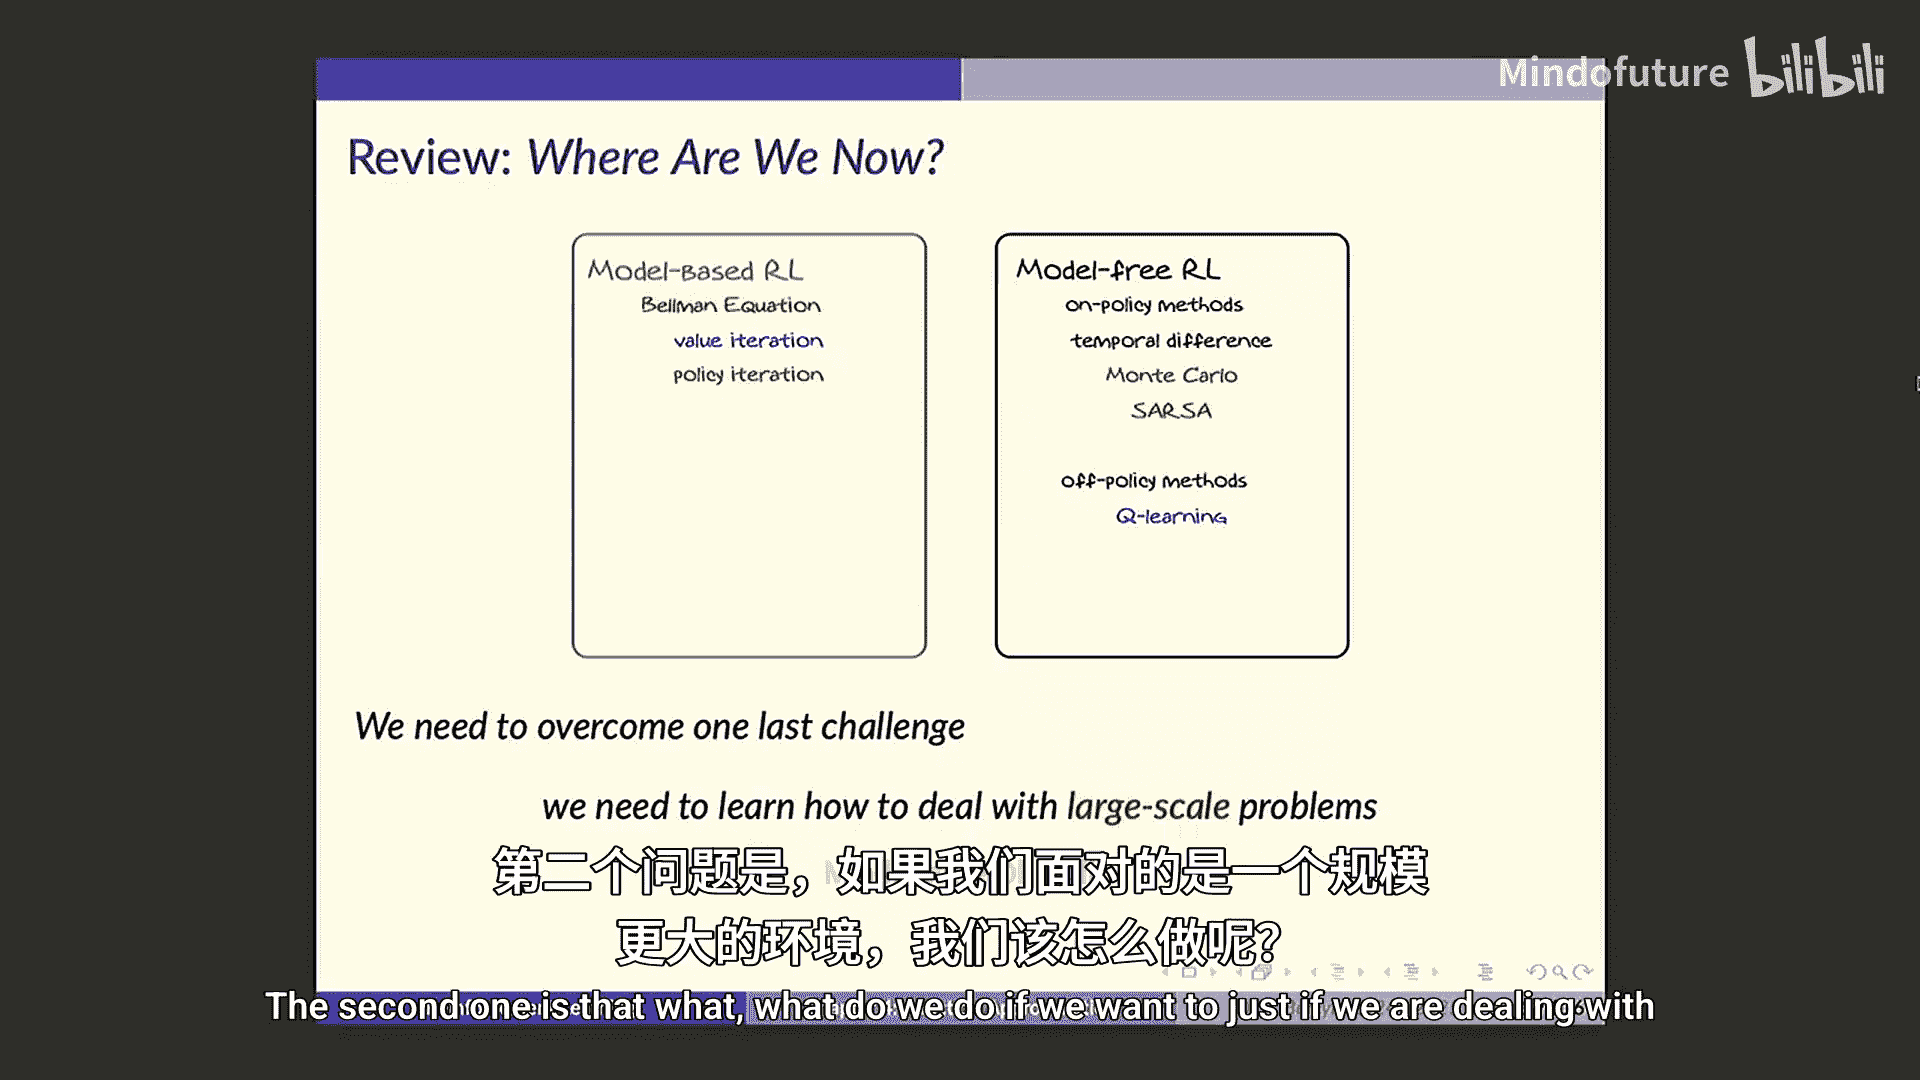 Mindofuture bilibili
Review: Where Are We Now?
Model-Based RL
Bellman Equation
value iteration
policy iteration
Model-free RL
on-policy methods
temporal difference
Monte Carlo
SARSA
off-policy methods
Q-learning
We need to overcome one last challenge
we need to learn how to deal with large-scale problems
第二个问题是，如果我们面对的是一个规模
更大的环境，我们该怎么做呢？
The second one is that what, what do we do if we want to just if we are dealing with